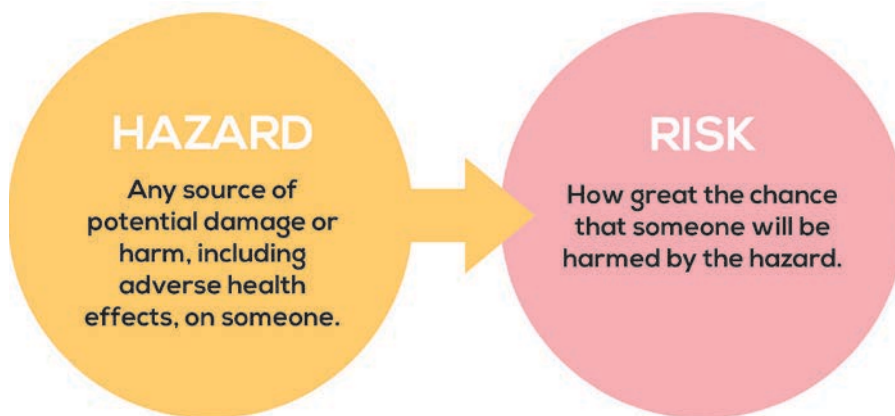 HAZARD
Any source of
potential damage or
harm, including
adverse health
effects, on someone.
RISK
How great the chance
that someone will be
harmed by the hazard.